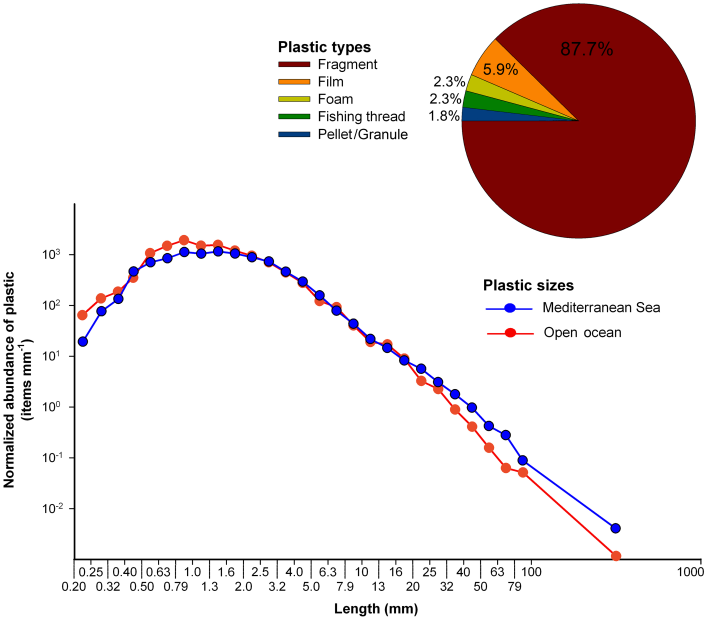 Plastic types
Fragment
Film
Foam
Fishing thread
Pellet/Granule
87.7%
5.9%
2.3%
2.3%
1.8%
Plastic sizes
Mediterranean Sea
Open ocean
Normalized abundance of plastic
(items mm-1)
10³
10²
10¹
10⁰
10-1
10-2
0.25 0.40 0.63 1.0 1.6 2.5 4.0 6.3 10 16 25 40 63 100 1000
0.20 0.32 0.50 0.79 1.3 2.0 3.2 5.0 7.9 13 20 32 50 79
Length (mm)